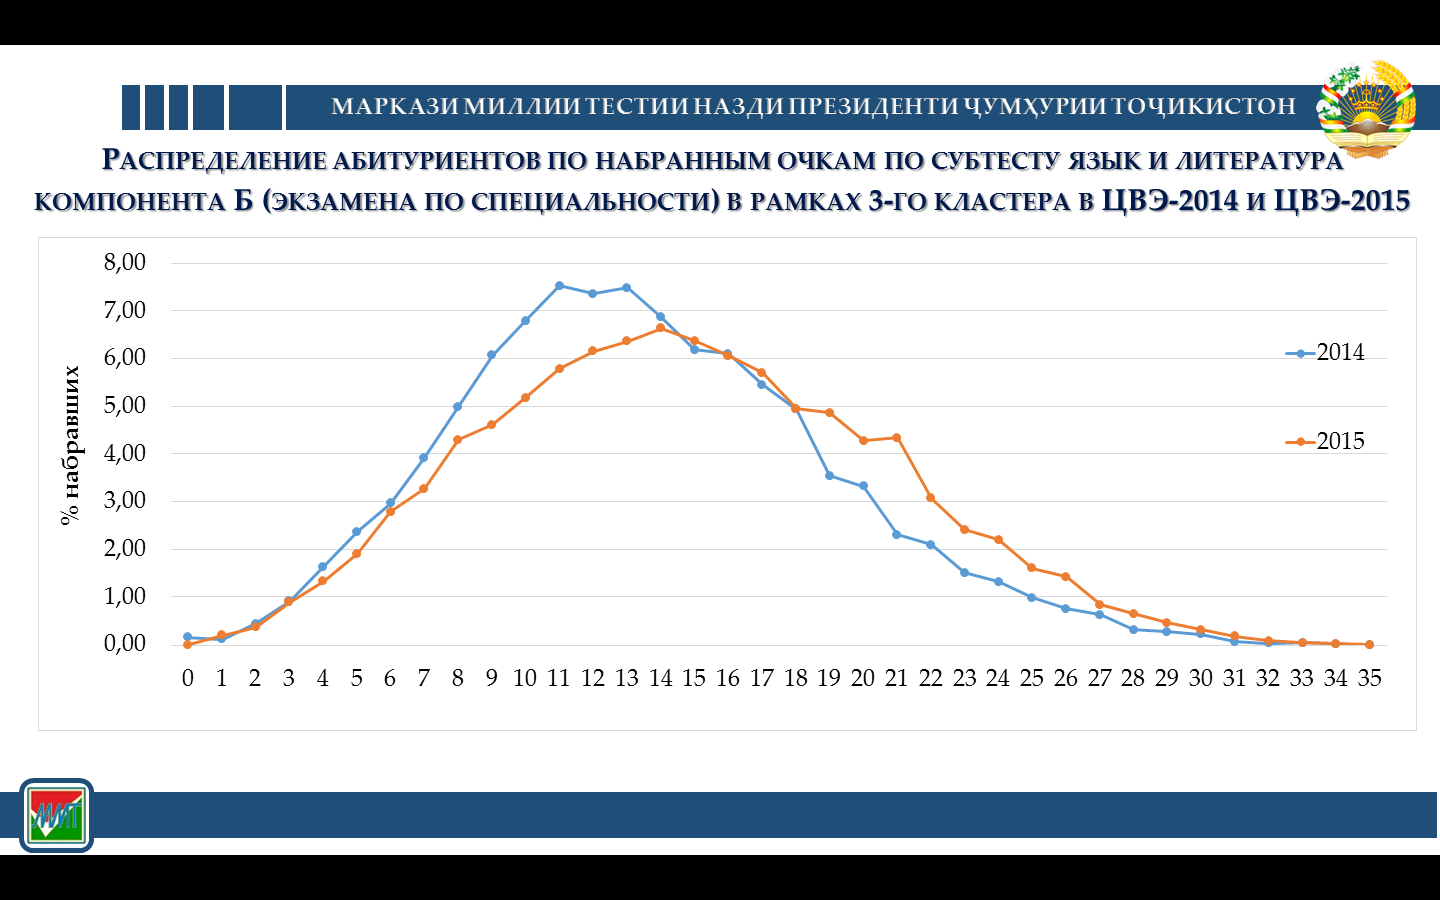 МАРКАЗИ МИЛЛИИ ТЕСТИИ НАЗДИ ПРЕЗИДЕНТИ ҶУМҲУРИИ ТОҶИКИСТОН
РАСПРЕДЕЛЕНИЕ АБИТУРИЕНТОВ ПО НАБРАННЫМ ОЧКАМ ПО СУБТЕСТУ ЯЗЫК И ЛИТЕРАТУРА
КОМПОНЕНТА Б (ЭКЗАМЕНА ПО СПЕЦИАЛЬНОСТИ) В РАМКАХ 3-ГО КЛАСТЕРА В ЦВЭ-2014 И ЦВЭ-2015
% набравших
8,00
7,00
6,00
5,00
4,00
3,00
2,00
1,00
0,00
2014
2015
0 1 2 3 4 5 6 7 8 9 10 11 12 13 14 15 16 17 18 19 20 21 22 23 24 25 26 27 28 29 30 31 32 33 34 35
ММТ